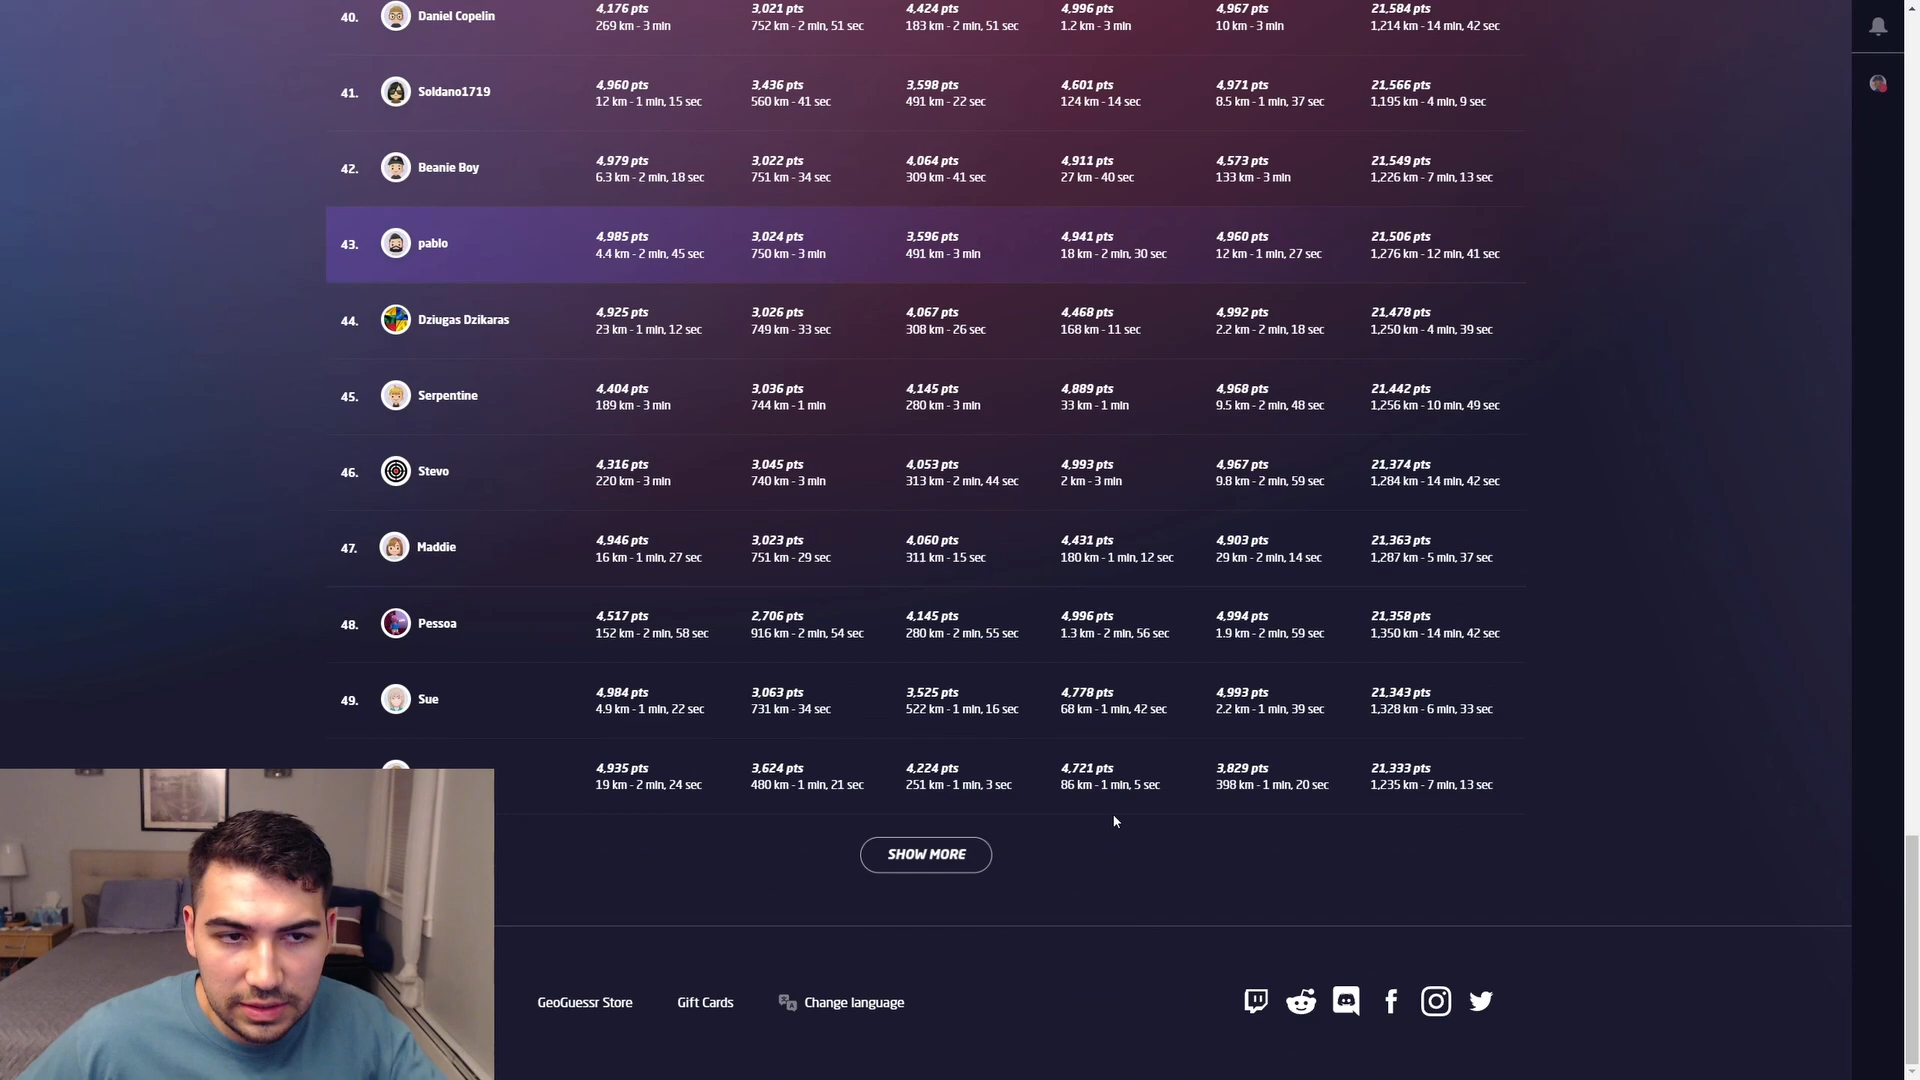 40. Daniel Copelin 4,176 pts 3,021 pts 4,424 pts 4,996 pts 4,967 pts 21,584 pts
269 km - 3 min 752 km - 2 min, 51 sec 183 km - 2 min, 51 sec 1.2 km - 3 min 10 km - 3 min 1,214 km - 14 min, 42 sec
41. Soldano1719 4,960 pts 3,436 pts 3,598 pts 4,601 pts 4,971 pts 21,566 pts
12 km - 1 min, 15 sec 560 km - 41 sec 491 km - 22 sec 124 km - 14 sec 8.5 km - 1 min, 37 sec 1,195 km - 4 min, 9 sec
42. Beanie Boy 4,979 pts 3,022 pts 4,064 pts 4,911 pts 4,573 pts 21,549 pts
6.3 km - 2 min, 18 sec 751 km - 34 sec 309 km - 41 sec 27 km - 40 sec 133 km - 3 min 1,226 km - 7 min, 13 sec
43. pablo 4,985 pts 3,024 pts 3,596 pts 4,941 pts 4,960 pts 21,506 pts
4.4 km - 2 min, 45 sec 750 km - 3 min 491 km - 3 min 18 km - 2 min, 30 sec 12 km - 1 min, 27 sec 1,276 km - 12 min, 41 sec
44. Dziugas Dzikaras 4,925 pts 3,026 pts 4,067 pts 4,468 pts 4,992 pts 21,478 pts
23 km - 1 min, 12 sec 749 km - 33 sec 308 km - 26 sec 168 km - 11 sec 2.2 km - 2 min, 18 sec 1,250 km - 4 min, 39 sec
45. Serpentine 4,404 pts 3,036 pts 4,145 pts 4,889 pts 4,968 pts 21,442 pts
189 km - 3 min 744 km - 1 min 280 km - 3 min 33 km - 1 min 9.5 km - 2 min, 48 sec 1,256 km - 10 min, 49 sec
46. Stevo 4,316 pts 3,045 pts 4,053 pts 4,993 pts 4,967 pts 21,374 pts
220 km - 3 min 740 km - 3 min 313 km - 2 min, 44 sec 2 km - 3 min 9.8 km - 2 min, 59 sec 1,284 km - 14 min, 42 sec
47. Maddie 4,946 pts 3,023 pts 4,060 pts 4,431 pts 4,903 pts 21,363 pts
16 km - 1 min, 27 sec 751 km - 29 sec 311 km - 15 sec 180 km - 1 min, 12 sec 29 km - 2 min, 14 sec 1,287 km - 5 min, 37 sec
48. Pessoa 4,517 pts 2,706 pts 4,145 pts 4,996 pts 4,994 pts 21,358 pts
152 km - 2 min, 58 sec 916 km - 2 min, 54 sec 280 km - 2 min, 55 sec 1.3 km - 2 min, 56 sec 1.9 km - 2 min, 59 sec 1,350 km - 14 min, 42 sec
49. Sue 4,984 pts 3,063 pts 3,525 pts 4,778 pts 4,993 pts 21,343 pts
4.9 km - 1 min, 22 sec 731 km - 34 sec 522 km - 1 min, 16 sec 68 km - 1 min, 42 sec 2.2 km - 1 min, 39 sec 1,328 km - 6 min, 33 sec
4,935 pts 3,624 pts 4,224 pts 4,721 pts 3,829 pts 21,333 pts
19 km - 2 min, 24 sec 480 km - 1 min, 21 sec 251 km - 1 min, 3 sec 86 km - 1 min, 5 sec 398 km - 1 min, 20 sec 1,235 km - 7 min, 13 sec
SHOW MORE
GeoGuessr Store Gift Cards Change language